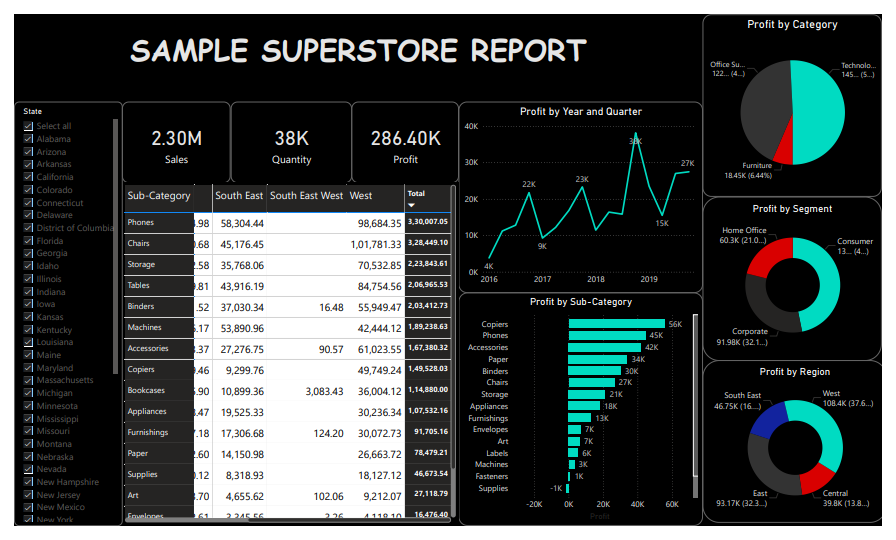 SAMPLE SUPERSTORE REPORT
State
Select all
Alabama
Arizona
Arkansas
California
Colorado
Connecticut
Delaware
District of Columbia
Florida
Georgia
Idaho
Illinois
Indiana
Iowa
Kansas
Kentucky
Louisiana
Maine
Maryland
Massachusetts
Michigan
Minnesota
Mississippi
Missouri
Montana
Nebraska
Nevada
New Hampshire
New Jersey
New Mexico
New York
2.30M
Sales
38K
Quantity
286.40K
Profit
Sub-Category South East South East West West Total
Phones .98 58,304.44 98,684.35 3,30,007.05
Chairs .68 45,176.45 1,01,781.33 3,28,449.10
Storage .58 35,768.06 70,532.85 2,23,843.61
Tables .81 43,916.19 84,754.56 2,06,965.53
Binders .52 37,030.34 16.48 55,949.47 2,03,412.73
Machines .17 53,890.96 42,444.12 1,89,238.63
Accessories .37 27,276.75 90.57 61,023.55 1,67,380.32
Copiers .46 9,299.76 49,749.24 1,49,528.03
Bookcases .90 10,899.36 3,083.43 36,004.12 1,14,880.00
Appliances .47 19,525.33 30,236.34 1,07,532.16
Furnishings .18 17,306.68 124.20 30,072.73 91,705.16
Paper .60 14,150.98 26,663.72 78,479.21
Supplies .12 8,318.93 18,127.12 46,673.54
Art .70 4,655.62 102.06 9,212.07 27,118.79
Envelopes .61 3,345.56 3.26 4,118.10 16,476.40
Profit by Year and Quarter
40K
30K
20K
10K
0K
4K
22K
9K
23K
38K
15K
27K
2016 2017 2018 2019
Profit by Sub-Category
Copiers 56K
Phones 45K
Accessories 42K
Paper 34K
Binders 30K
Chairs 27K
Storage 21K
Appliances 18K
Furnishings 13K
Envelopes 7K
Art 7K
Labels 6K
Machines 3K
Fasteners 1K
Supplies -1K
-20K 0K 20K 40K 60K
Profit
Profit by Category
Office Su...
122... (4...)
Technolo...
145... (5...)
Furniture
18.45K (6.44%)
Profit by Segment
Home Office
60.3K (21.0...)
Consumer
13... (4...)
Corporate
91.98K (32.1...)
Profit by Region
South East
46.75K (16....)
West
108.4K (37.6...)
East
93.17K (32.3...)
Central
39.8K (13.8...)